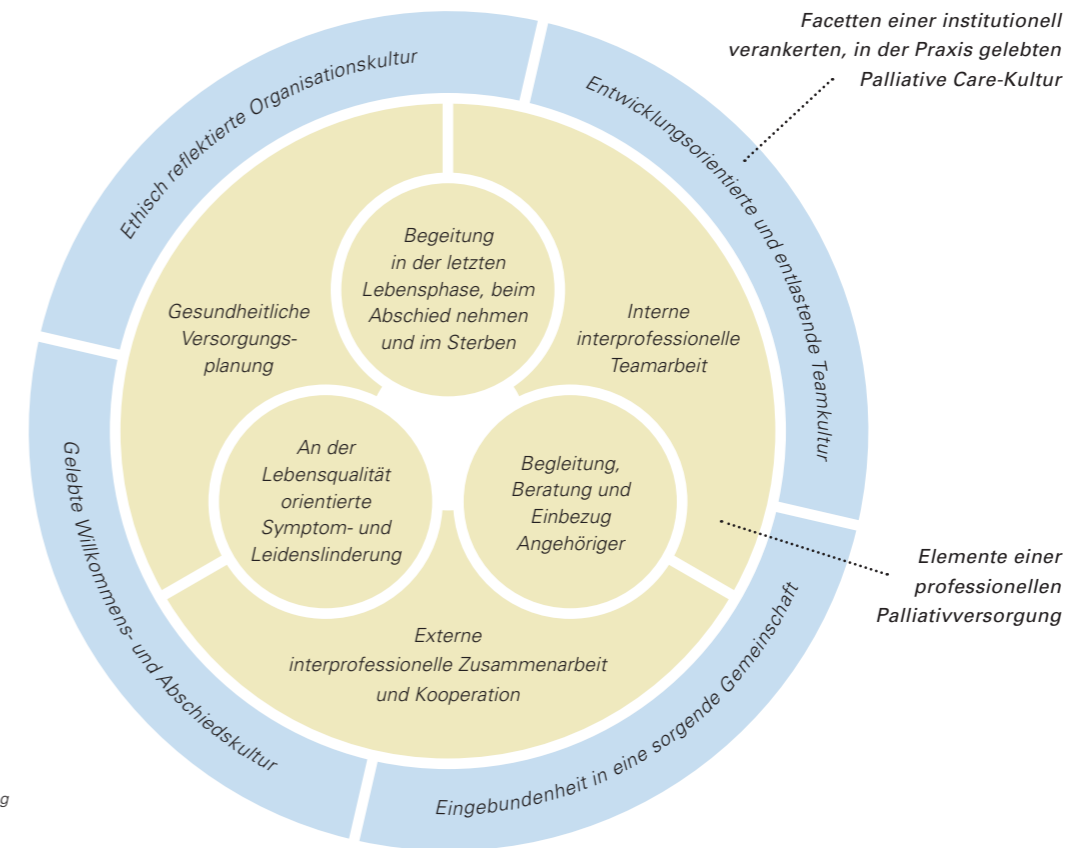 Facetten einer institutionell
verankerten, in der Praxis gelebten
Palliative Care-Kultur
Ethisch reflektierte Organisationskultur
Entwicklungsorientierte und entlastende Teamkultur
Begeitung
in der letzten
Lebensphase, beim
Abschied nehmen
und im Sterben
Gesundheitliche
Versorgungs-
planung
Interne
interprofessionelle
Teamarbeit
An der
Lebensqualität
orientierte
Symptom- und
Leidenslinderung
Begleitung,
Beratung und
Einbezug
Angehöriger
Elemente einer
professionellen
Palliativversorgung
Externe
interprofessionelle Zusammenarbeit
und Kooperation
Gelebte Willkommens- und Abschiedskultur
Eingebundenheit in eine sorgende Gemeinschaft